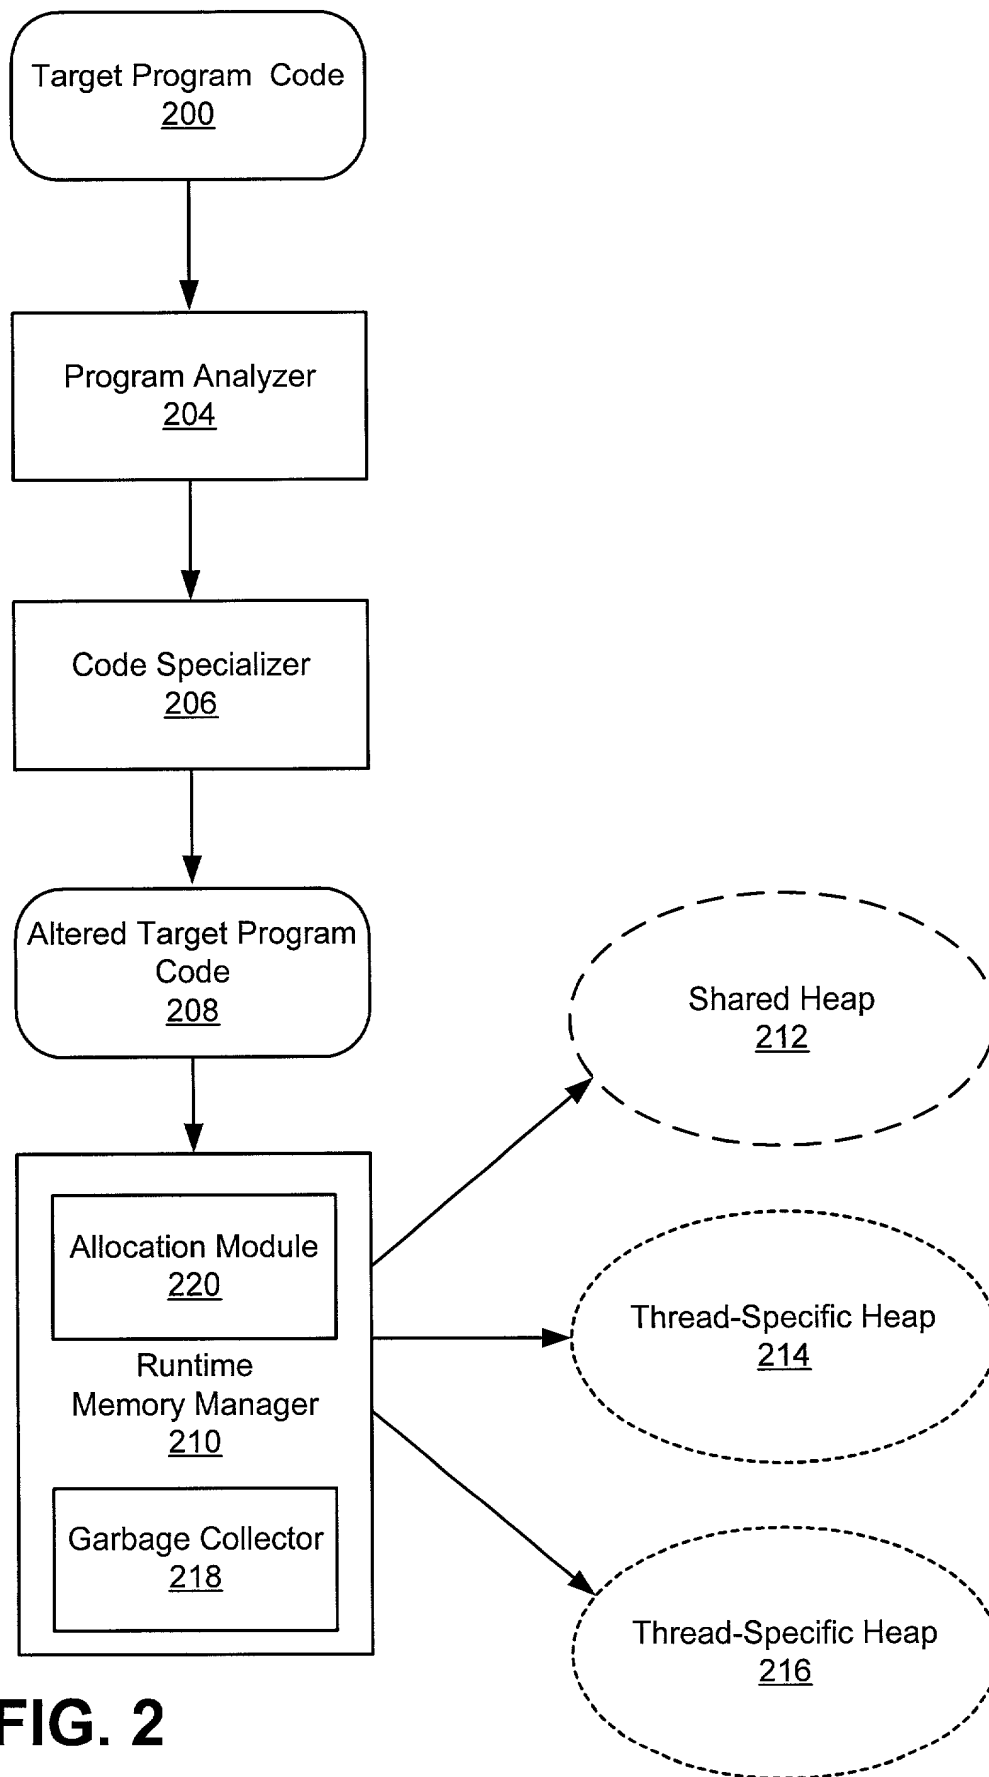 Target Program Code
200
Program Analyzer
204
Code Specializer
206
Altered Target Program
Code
208
Shared Heap
212
Allocation Module
220
Thread-Specific Heap
214
Runtime
Memory Manager
210
Garbage Collector
218
Thread-Specific Heap
216
FIG. 2